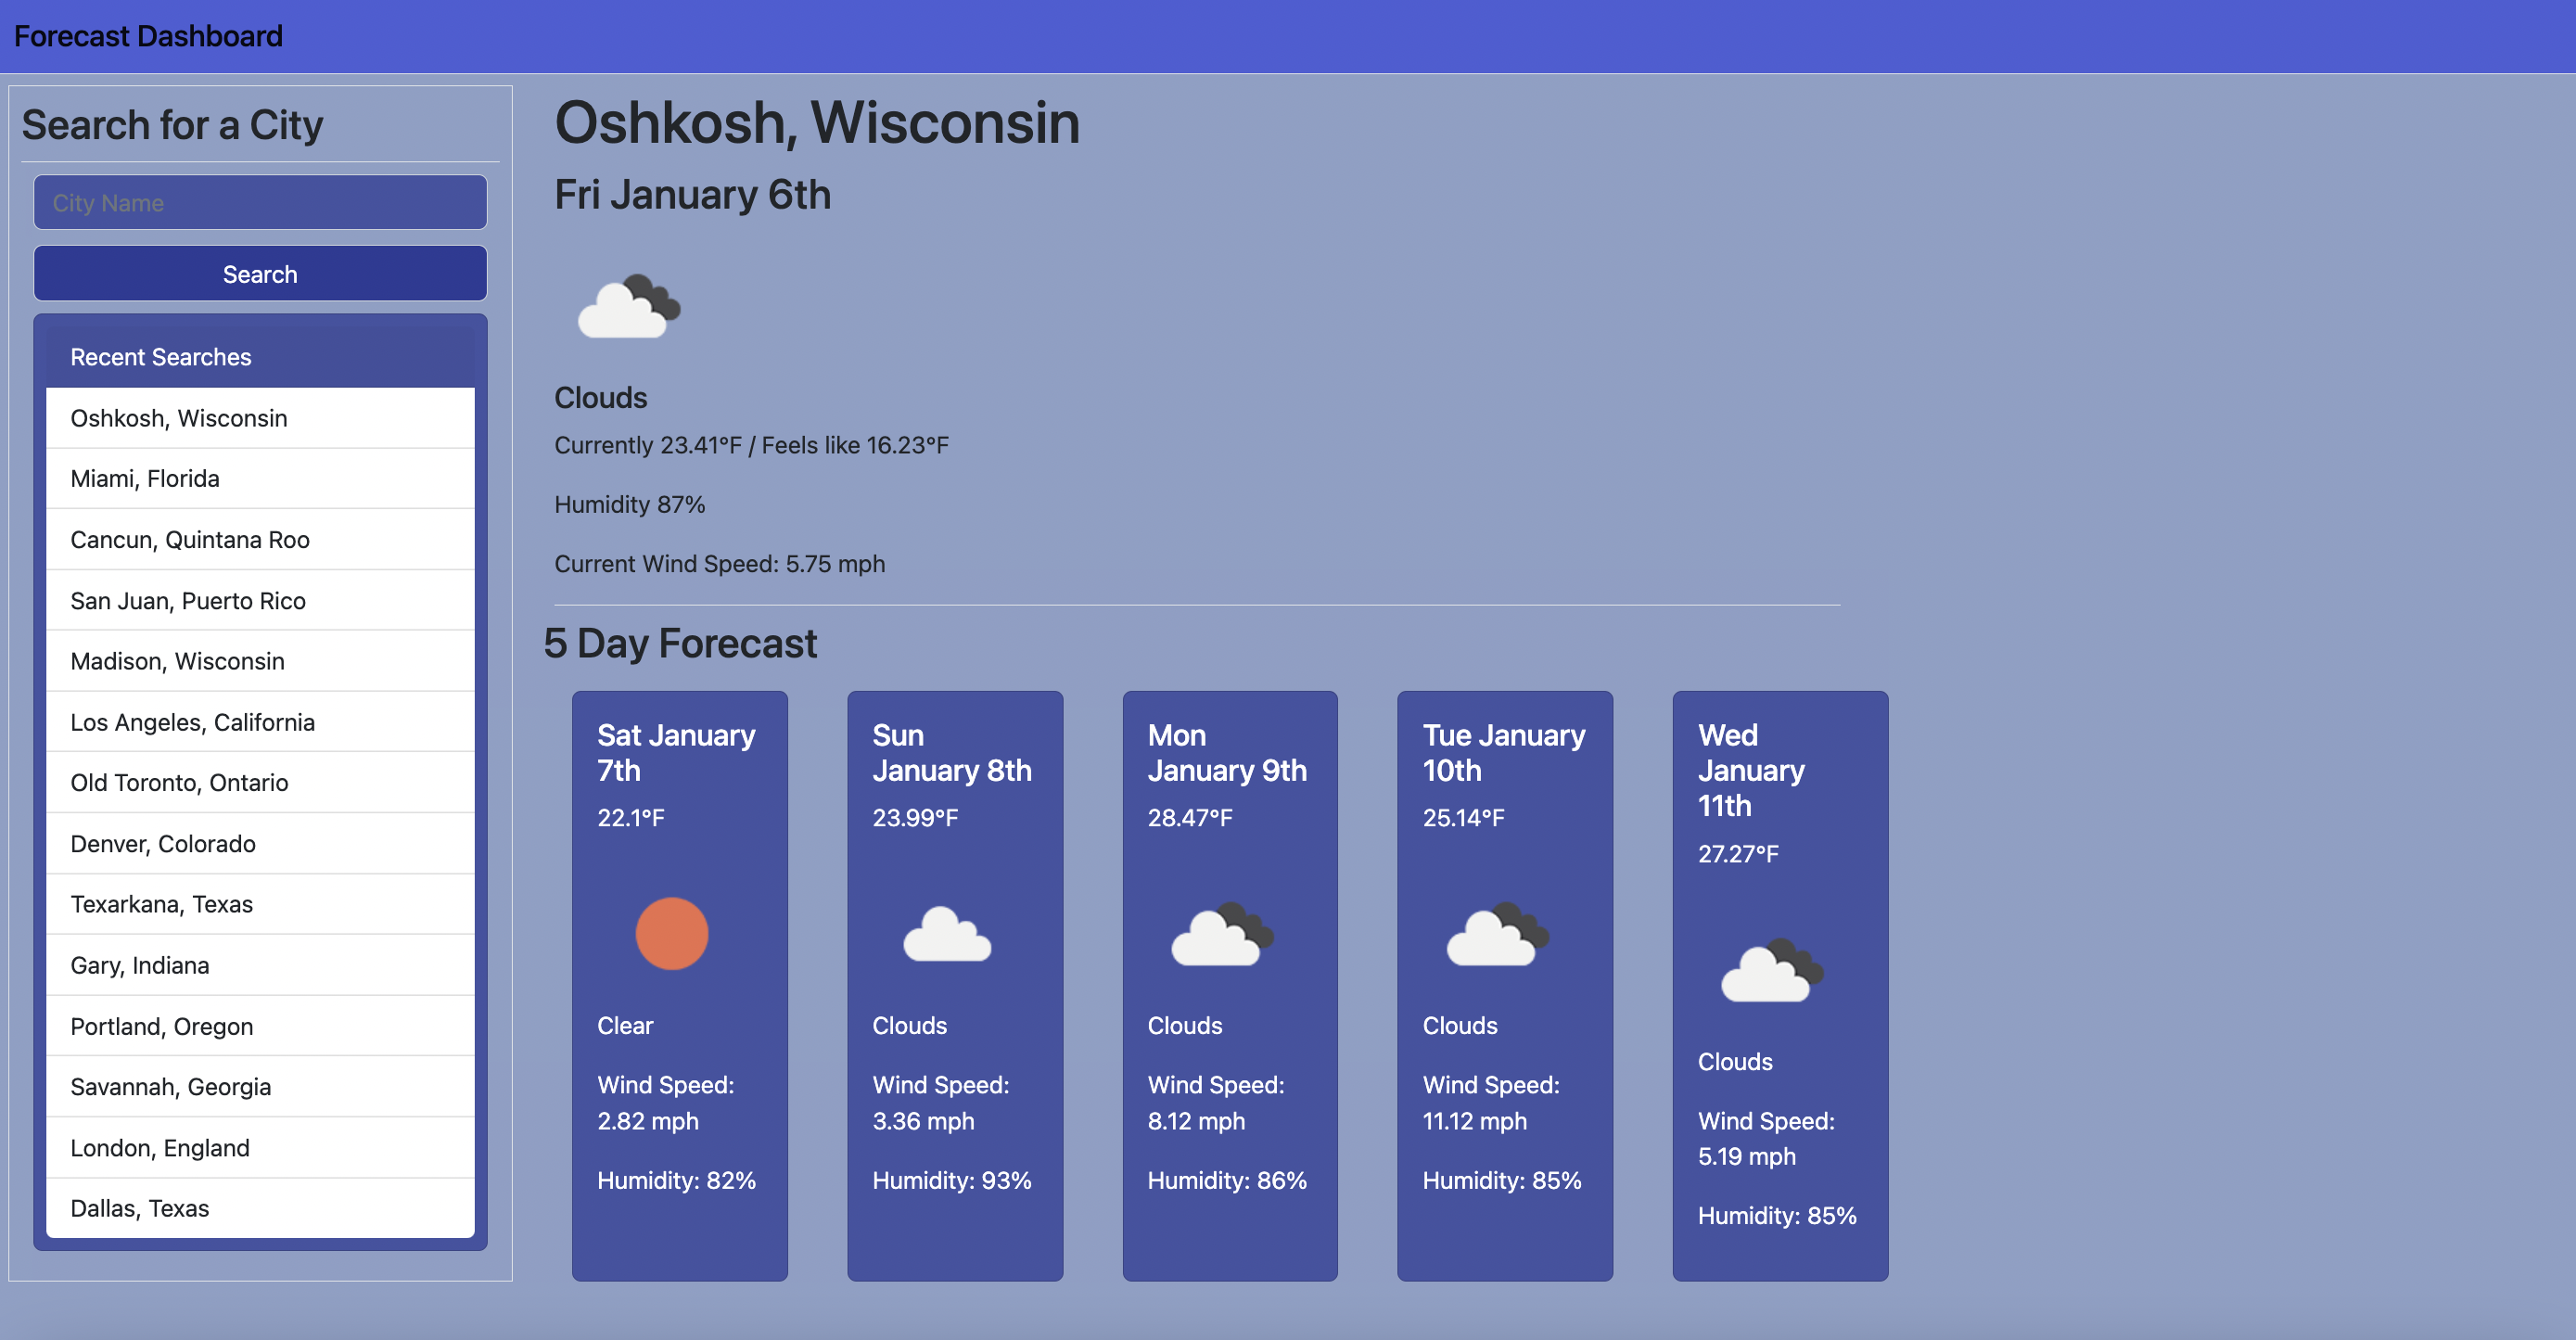 Forecast Dashboard
Search for a City
City Name
Search
Recent Searches
Oshkosh, Wisconsin
Miami, Florida
Cancun, Quintana Roo
San Juan, Puerto Rico
Madison, Wisconsin
Los Angeles, California
Old Toronto, Ontario
Denver, Colorado
Texarkana, Texas
Gary, Indiana
Portland, Oregon
Savannah, Georgia
London, England
Dallas, Texas
Oshkosh, Wisconsin
Fri January 6th
Clouds
Currently 23.41°F / Feels like 16.23°F
Humidity 87%
Current Wind Speed: 5.75 mph
5 Day Forecast
Sat January
7th
22.1°F
Clear
Wind Speed:
2.82 mph
Humidity: 82%
Sun
January 8th
23.99°F
Clouds
Wind Speed:
3.36 mph
Humidity: 93%
Mon
January 9th
28.47°F
Clouds
Wind Speed:
8.12 mph
Humidity: 86%
Tue January
10th
25.14°F
Clouds
Wind Speed:
11.12 mph
Humidity: 85%
Wed
January
11th
27.27°F
Clouds
Wind Speed:
5.19 mph
Humidity: 85%